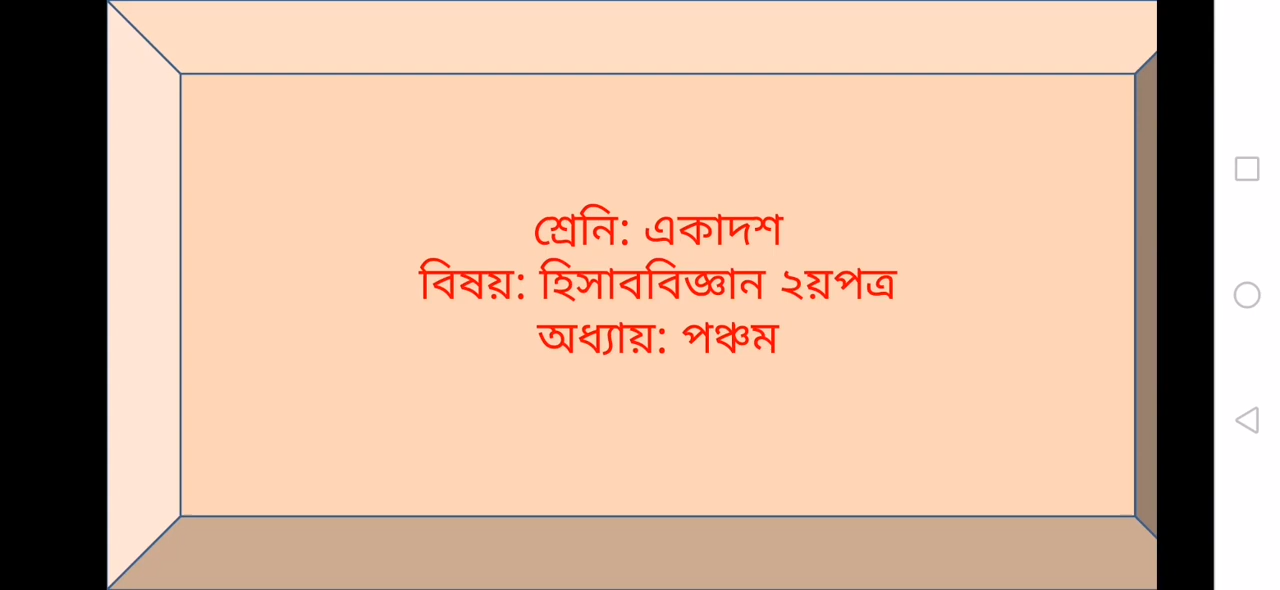 শ্রেনি: একাদশ
বিষয়: হিসাববিজ্ঞান ২য়পত্র
অধ্যায়: পঞ্চম